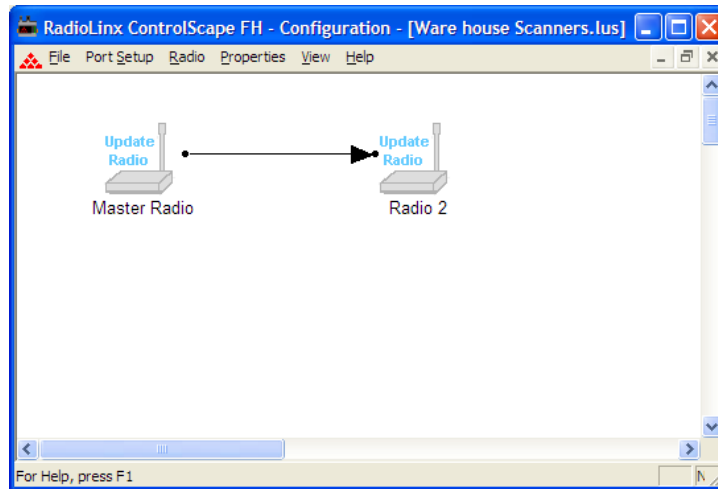 RadioLinx ControlScape FH - Configuration - [Ware house Scanners.lus]
File Port Setup Radio Properties View Help
Update Radio
Update Radio
Master Radio
Radio 2
For Help, press F1
N